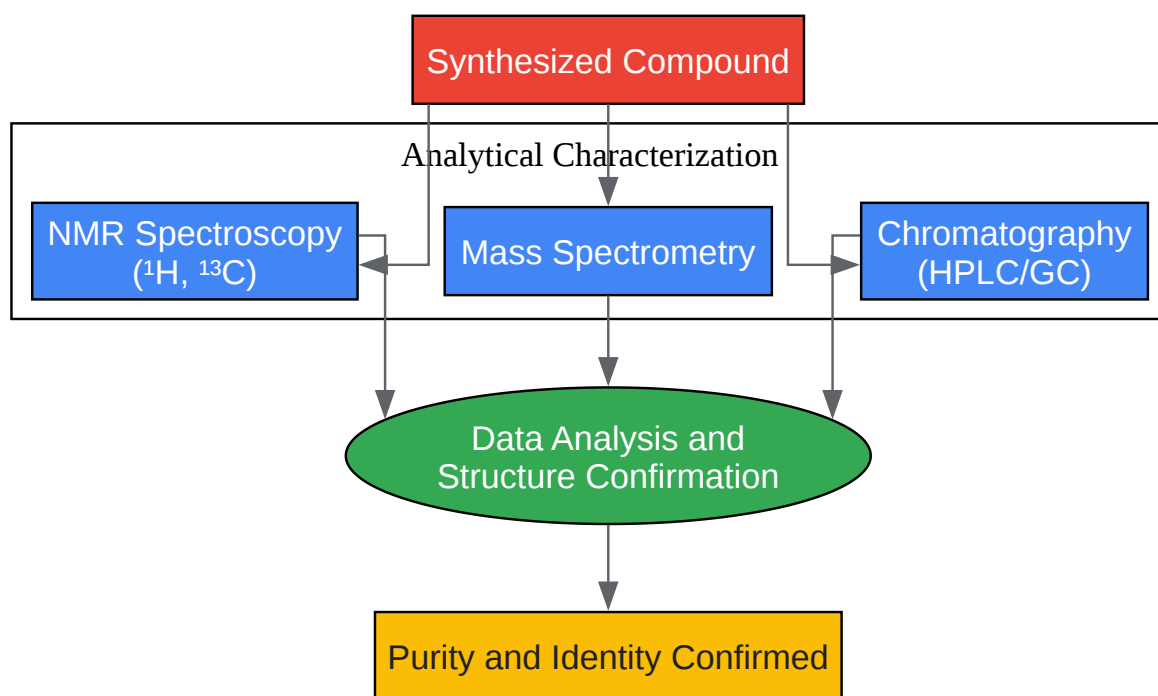 Synthesized Compound
Analytical Characterization
NMR Spectroscopy
(¹H, ¹³C)
Mass Spectrometry
Chromatography
(HPLC/GC)
Data Analysis and
Structure Confirmation
Purity and Identity Confirmed